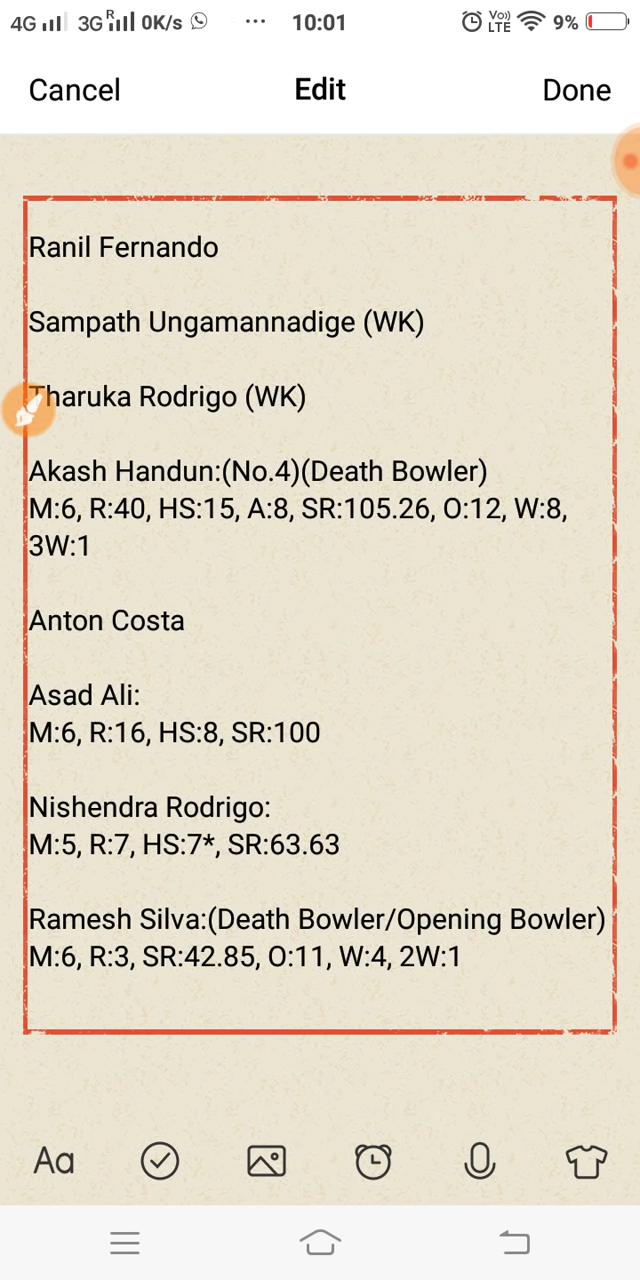 4G 3G R 0K/s ... 10:01 Vo)) LTE 9%
Cancel Edit Done
Ranil Fernando
Sampath Ungamannadige (WK)
Tharuka Rodrigo (WK)
Akash Handun:(No.4)(Death Bowler)
M:6, R:40, HS:15, A:8, SR:105.26, O:12, W:8,
3W:1
Anton Costa
Asad Ali:
M:6, R:16, HS:8, SR:100
Nishendra Rodrigo:
M:5, R:7, HS:7*, SR:63.63
Ramesh Silva:(Death Bowler/Opening Bowler)
M:6, R:3, SR:42.85, O:11, W:4, 2W:1
Aa